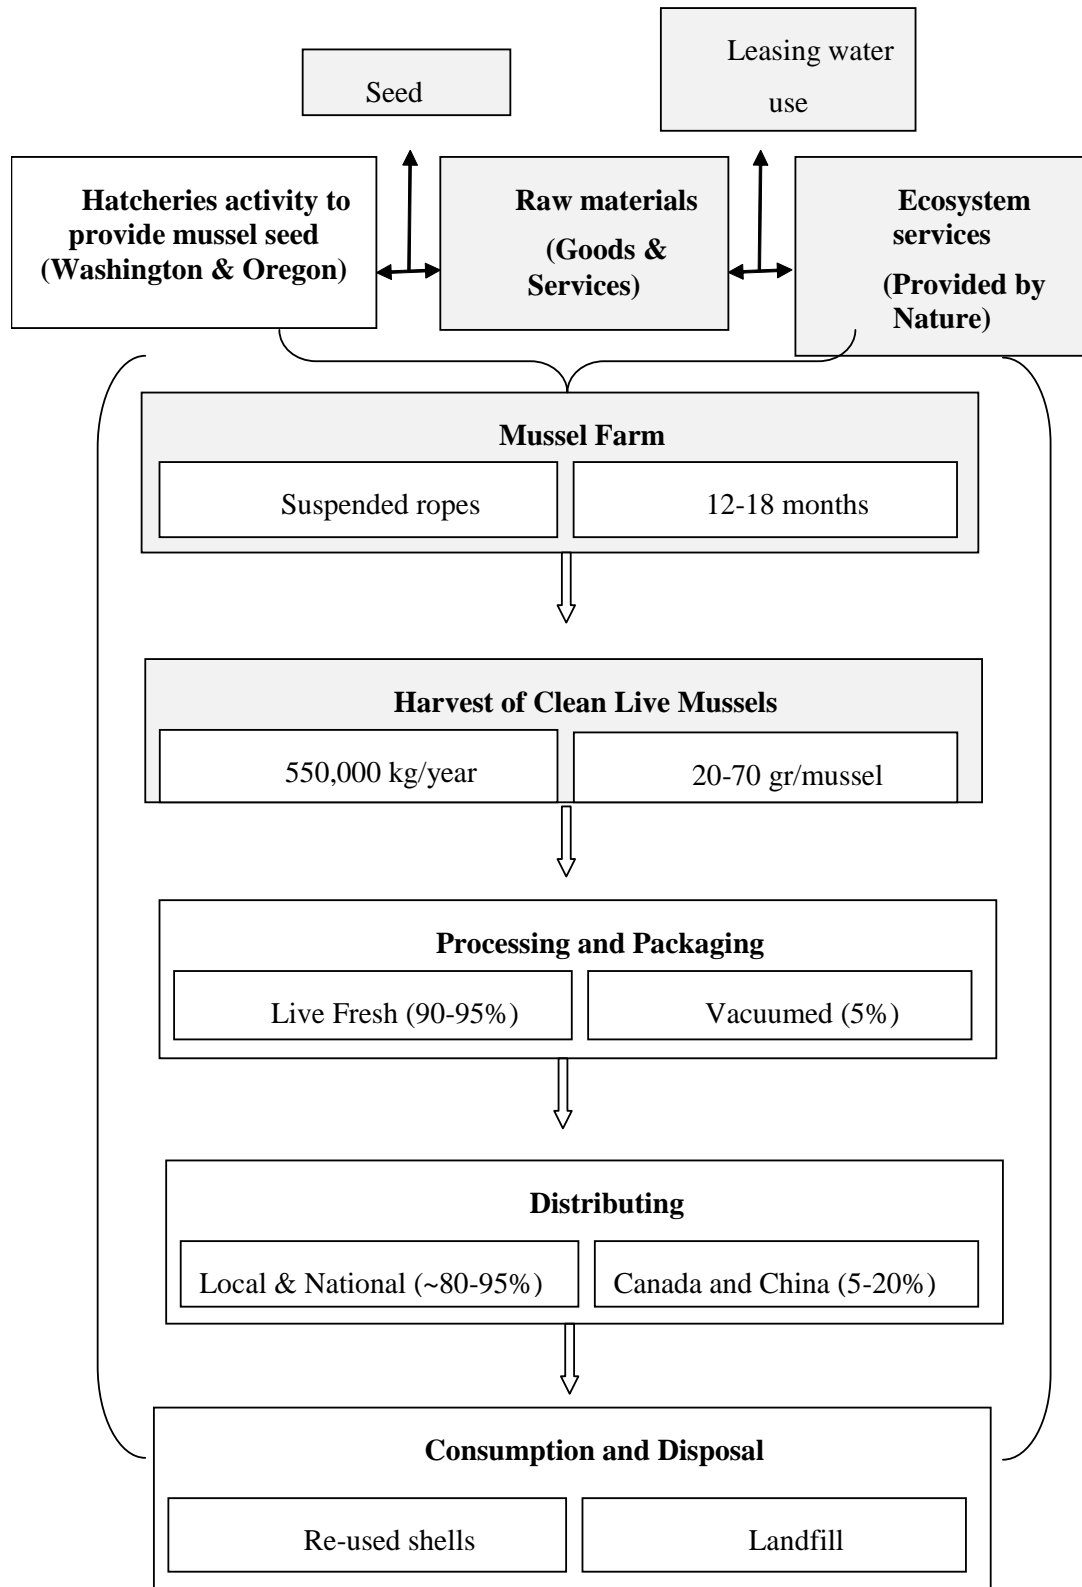 Seed
Leasing water
use
Hatcheries activity to
provide mussel seed
(Washington & Oregon)
Raw materials
(Goods &
Services)
Ecosystem
services
(Provided by
Nature)
Mussel Farm
Suspended ropes
12-18 months
Harvest of Clean Live Mussels
550,000 kg/year
20-70 gr/mussel
Processing and Packaging
Live Fresh (90-95%)
Vacuumed (5%)
Distributing
Local & National (~80-95%)
Canada and China (5-20%)
Consumption and Disposal
Re-used shells
Landfill